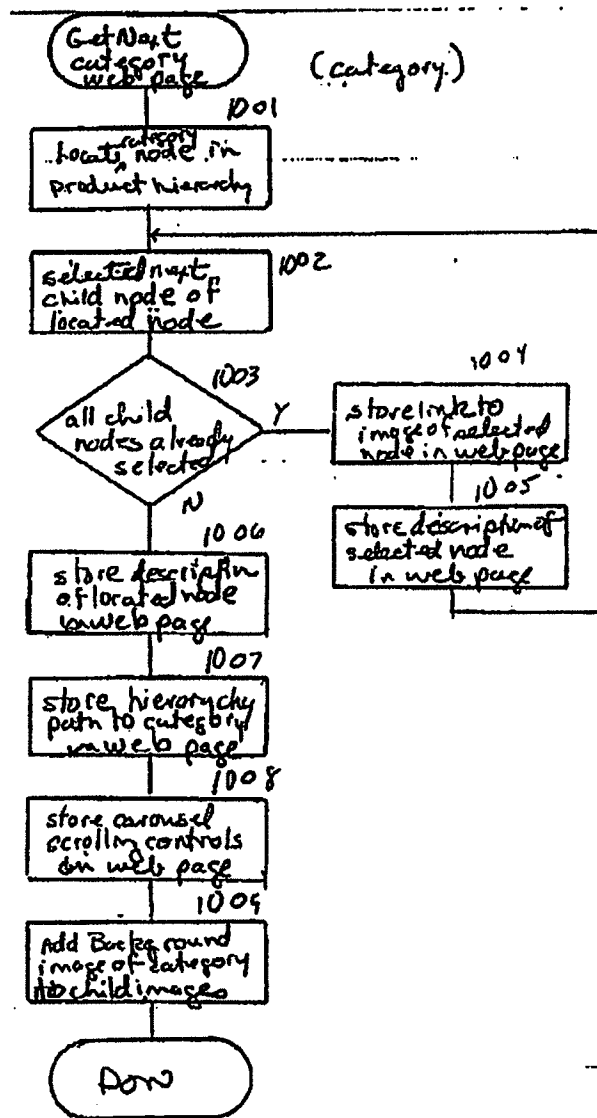 GetNext
category
web page
(category)
1001
Locate category node in
product hierarchy
1002
selected next
child node of
located node
1003
all child
nodes already
selected
Y
N
1004
store link to
image of selected
node in web page
1005
store description of
selected node
in web page
1006
store description
of located node
in web page
1007
store hierarchy
path to category
in web page
1008
store carousel
scrolling controls
on web page
1009
Add Background
image of category
to child images
Done